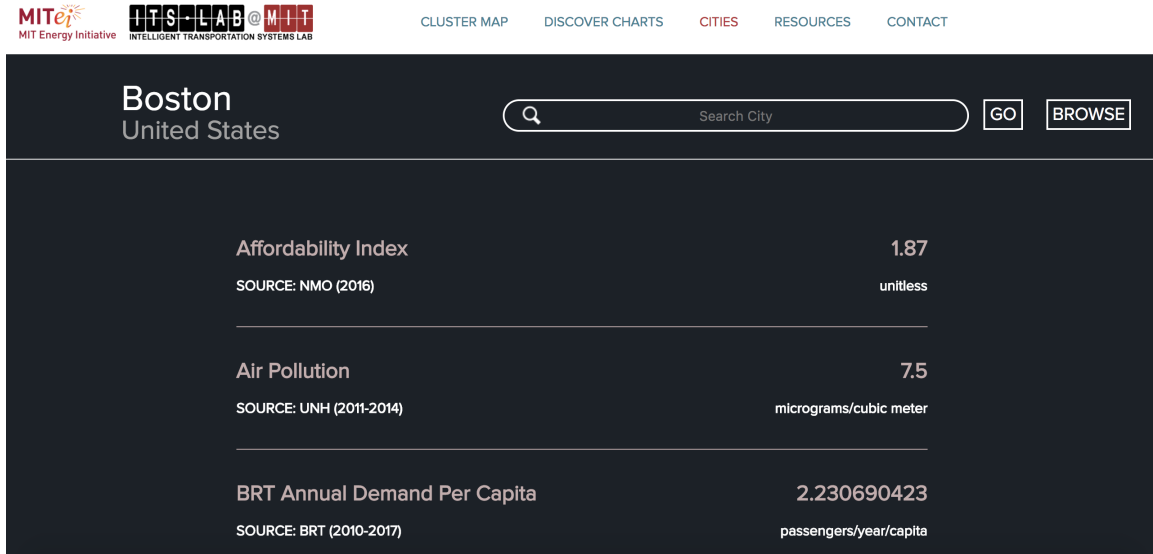 MITei
MIT Energy Initiative
ITS•LAB@MIT
INTELLIGENT TRANSPORTATION SYSTEMS LAB
CLUSTER MAP DISCOVER CHARTS CITIES RESOURCES CONTACT
Boston
United States
Search City
GO
BROWSE
Affordability Index 1.87
SOURCE: NMO (2016) unitless
Air Pollution 7.5
SOURCE: UNH (2011-2014) micrograms/cubic meter
BRT Annual Demand Per Capita 2.230690423
SOURCE: BRT (2010-2017) passengers/year/capita